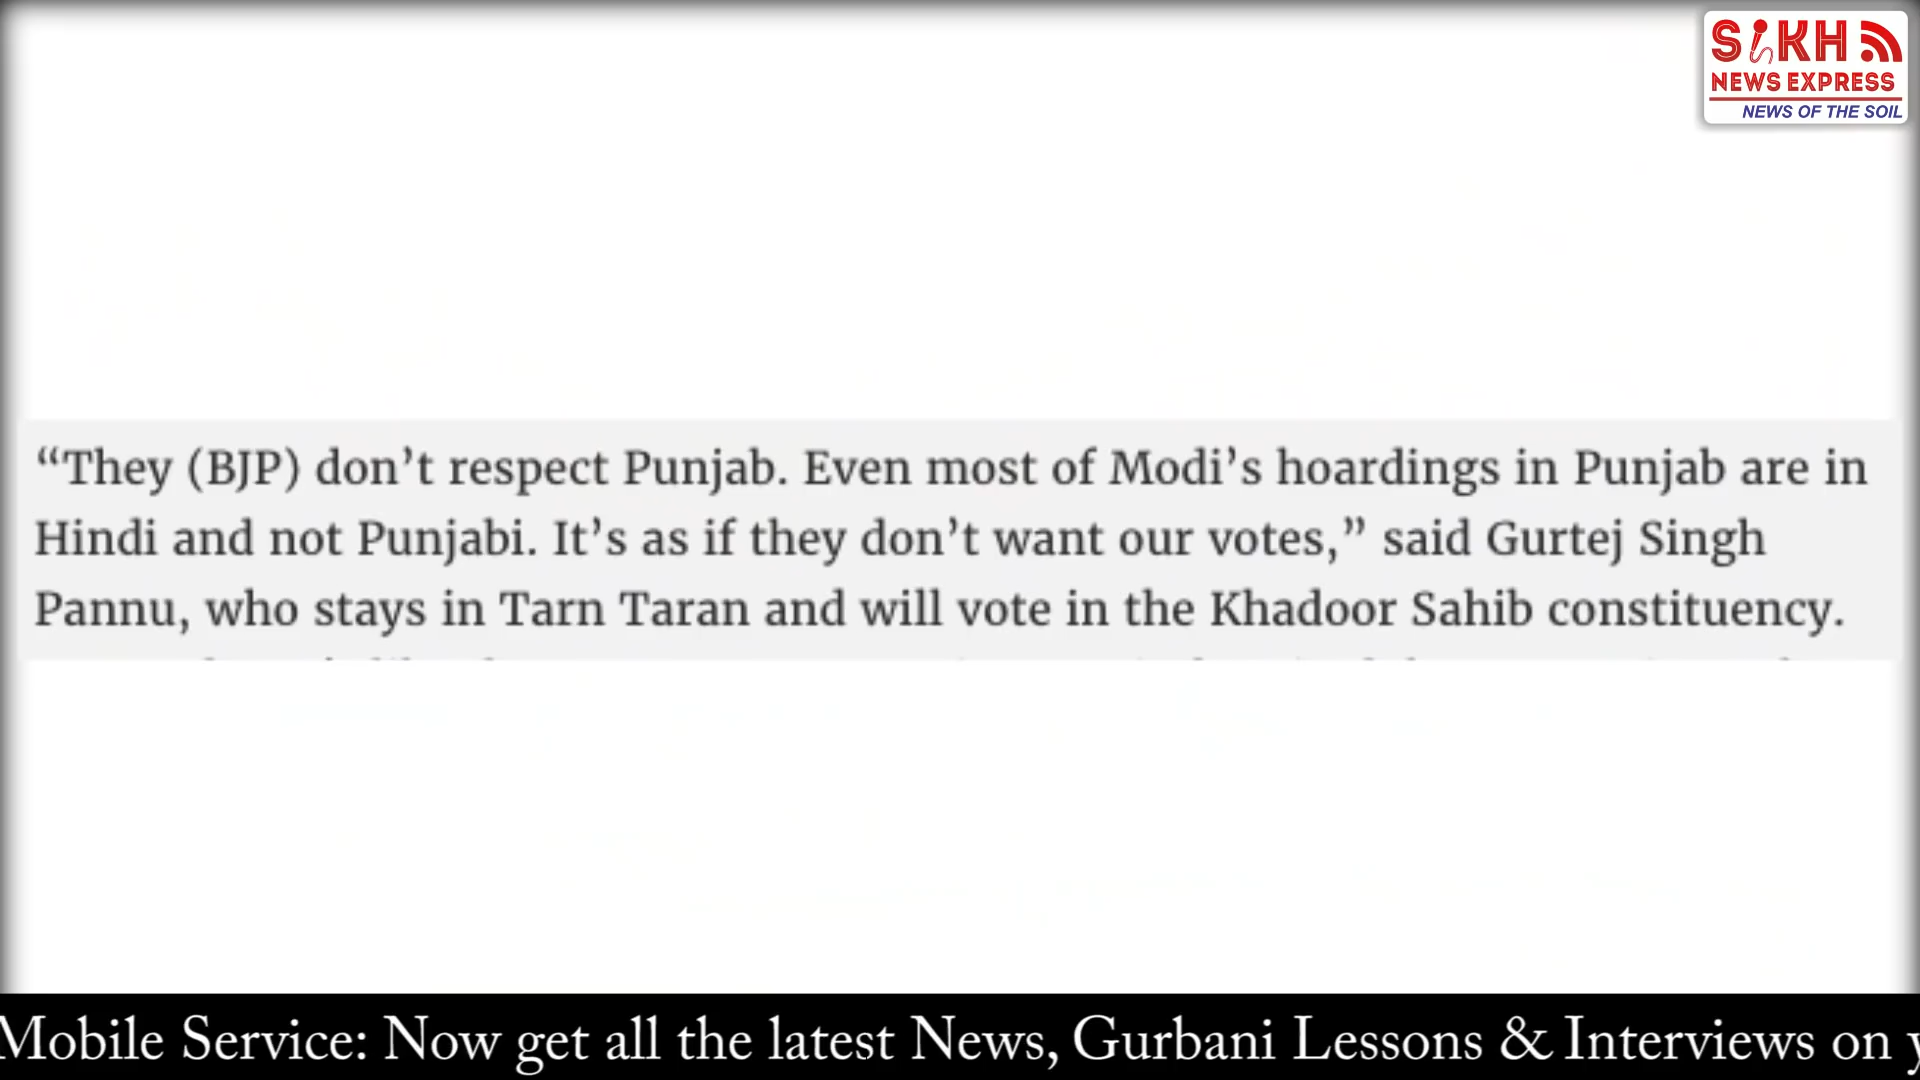 SIKH
NEWS EXPRESS
NEWS OF THE SOIL
“They (BJP) don’t respect Punjab. Even most of Modi’s hoardings in Punjab are in
Hindi and not Punjabi. It’s as if they don’t want our votes,” said Gurtej Singh
Pannu, who stays in Tarn Taran and will vote in the Khadoor Sahib constituency.
Mobile Service: Now get all the latest News, Gurbani Lessons & Interviews on